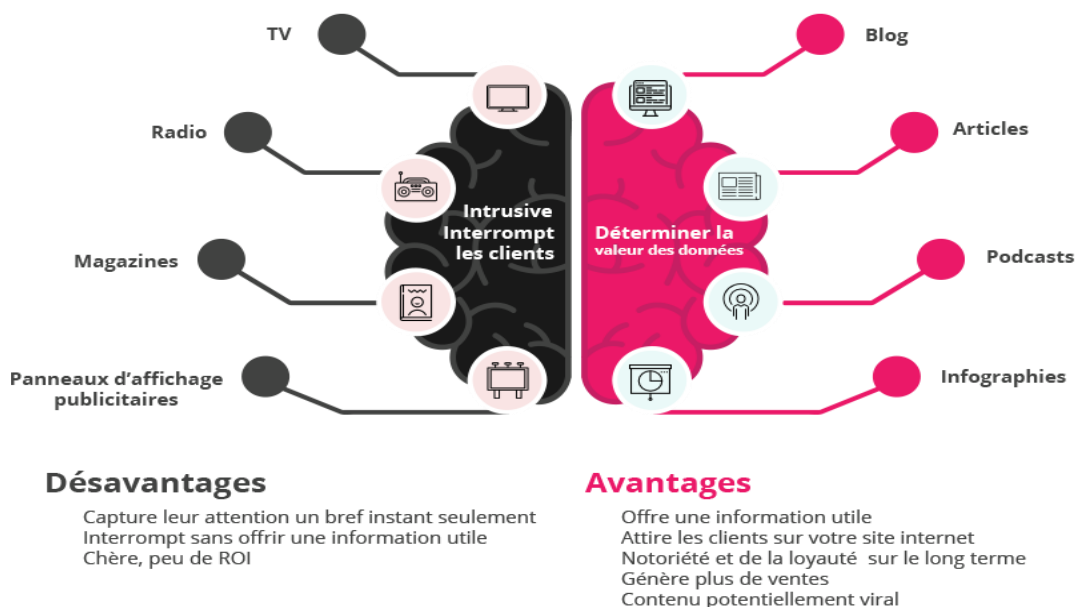 TV
Radio
Magazines
Panneaux d’affichage
publicitaires
Intrusive
Interrompt
les clients
Déterminer la
valeur des données
Blog
Articles
Podcasts
Infographies
Désavantages
Capture leur attention un bref instant seulement
Interrompt sans offrir une information utile
Chère, peu de ROI
Avantages
Offre une information utile
Attire les clients sur votre site internet
Notoriété et de la loyauté sur le long terme
Génère plus de ventes
Contenu potentiellement viral